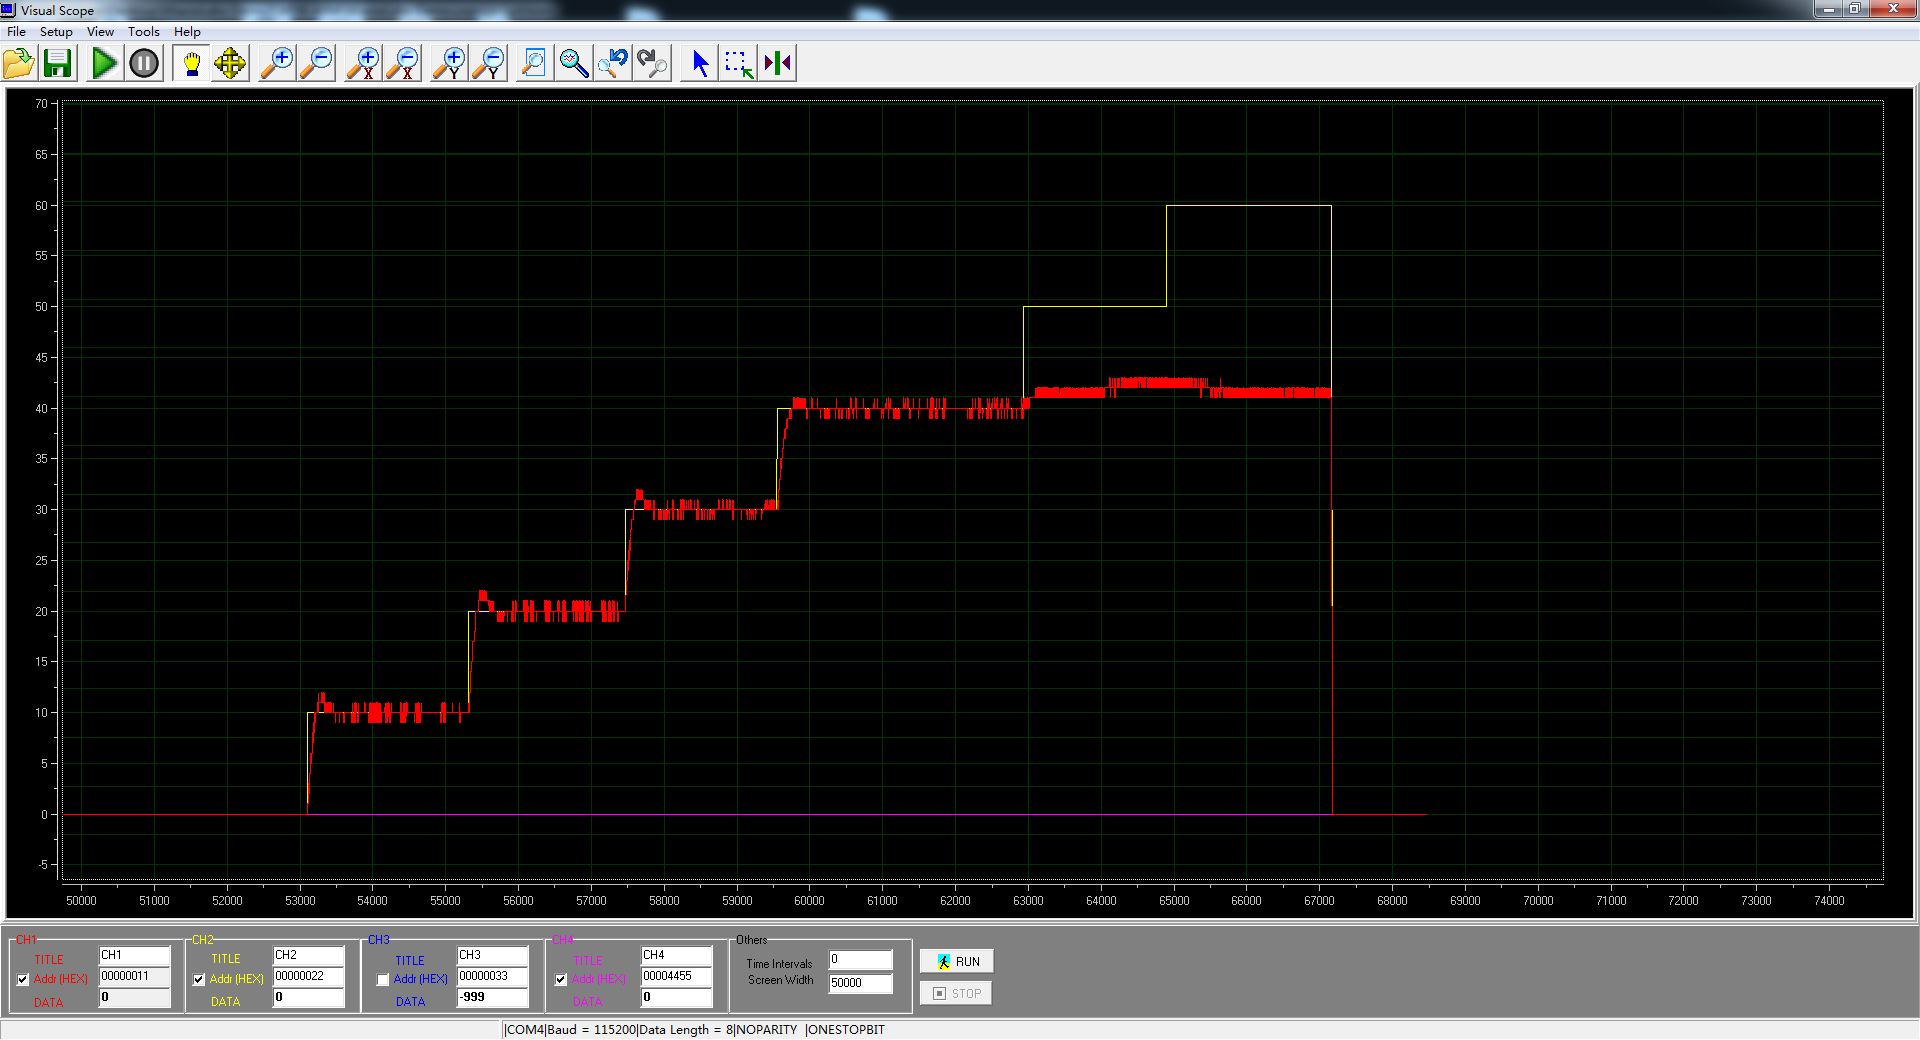 Visual Scope
File Setup View Tools Help
X X Y Y
70
65
60
55
50
45
40
35
30
25
20
15
10
5
0
-5
50000 51000 52000 53000 54000 55000 56000 57000 58000 59000 60000 61000 62000 63000 64000 65000 66000 67000 68000 69000 70000 71000 72000 73000 74000
CH1
TITLE CH1
Addr(HEX) 00000011
DATA 0
CH2
TITLE CH2
Addr(HEX) 00000022
DATA 0
CH3
TITLE CH3
Addr(HEX) 00000033
DATA -999
CH4
TITLE CH4
Addr(HEX) 00004455
DATA 0
Others
Time Intervals 0
Screen Width 50000
RUN
STOP
|COM4|Baud = 115200|Data Length = 8|NOPARITY |ONESTOPBIT